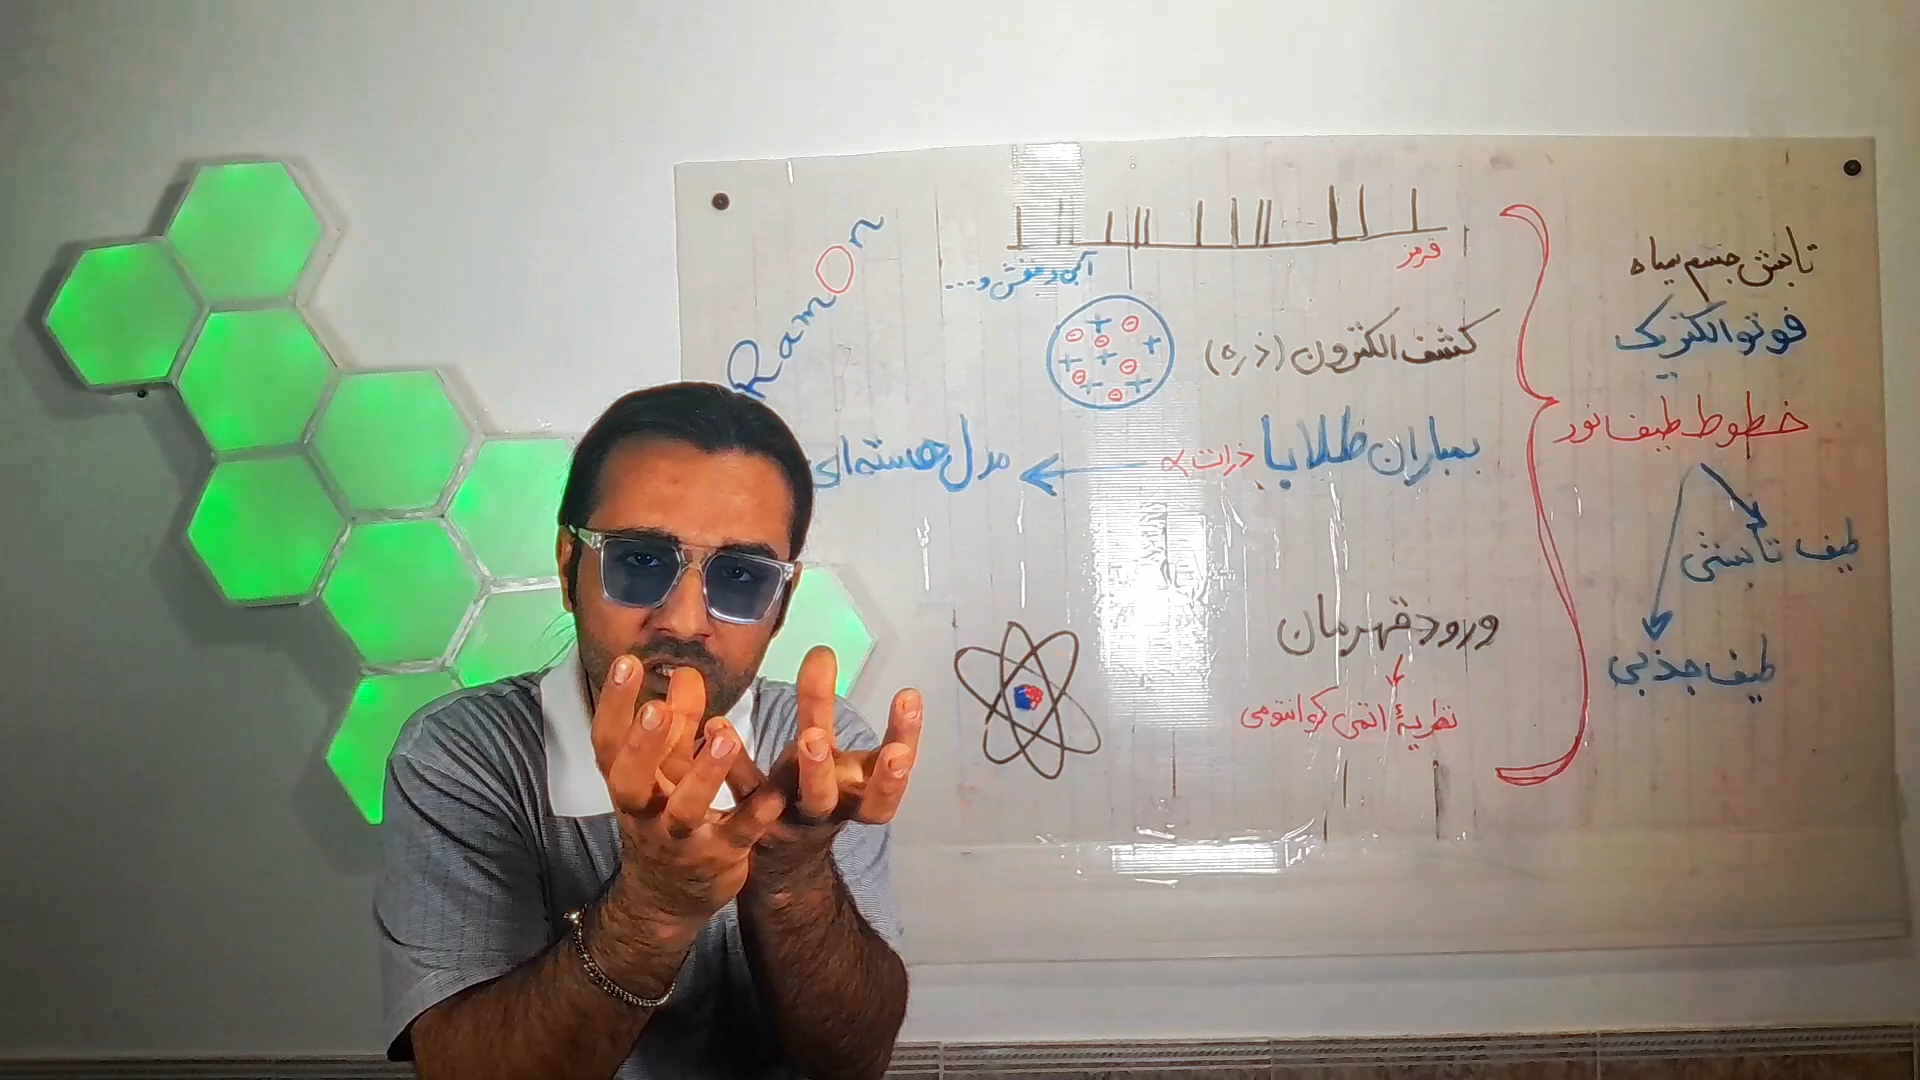 تابش جسم سیاه
فوتوالکتریک
خطوط طیف نور
طیف تابشی
طیف جذبی
قرمز
آبی و بنفش و...
کشف الکترون (ذره)
بمباران طلا با ذرات α
مدل هسته‌ای
ورود قهرمان
نظریهٔ اتمی کوانتومی
RamOn